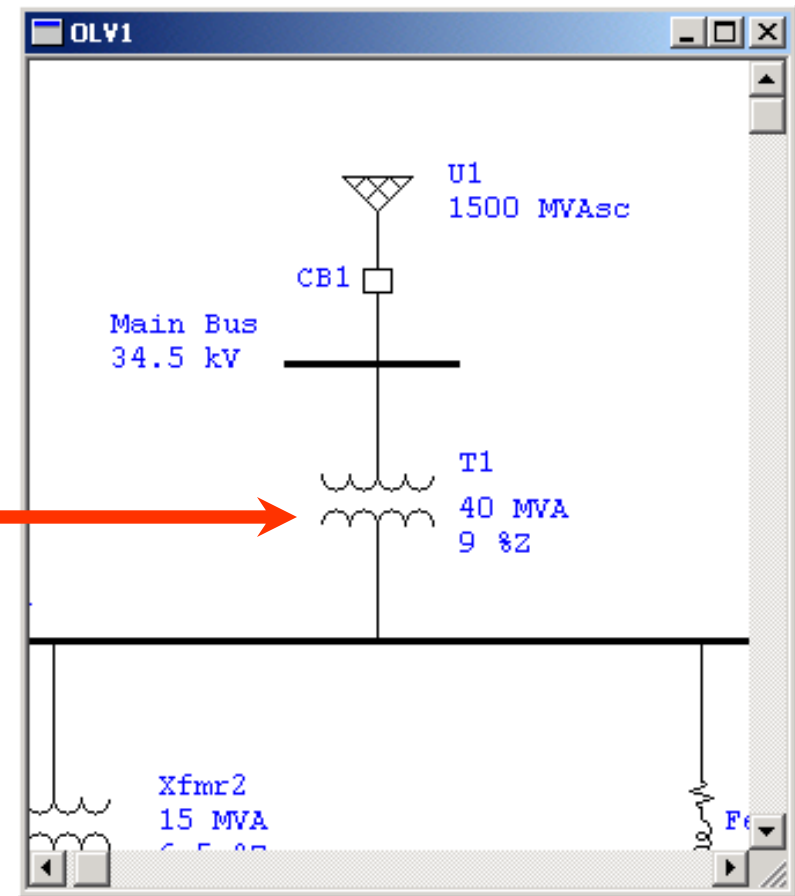 OLV1
U1
1500 MVAsc
CB1
Main Bus
34.5 kV
T1
40 MVA
9 %Z
Xfmr2
15 MVA